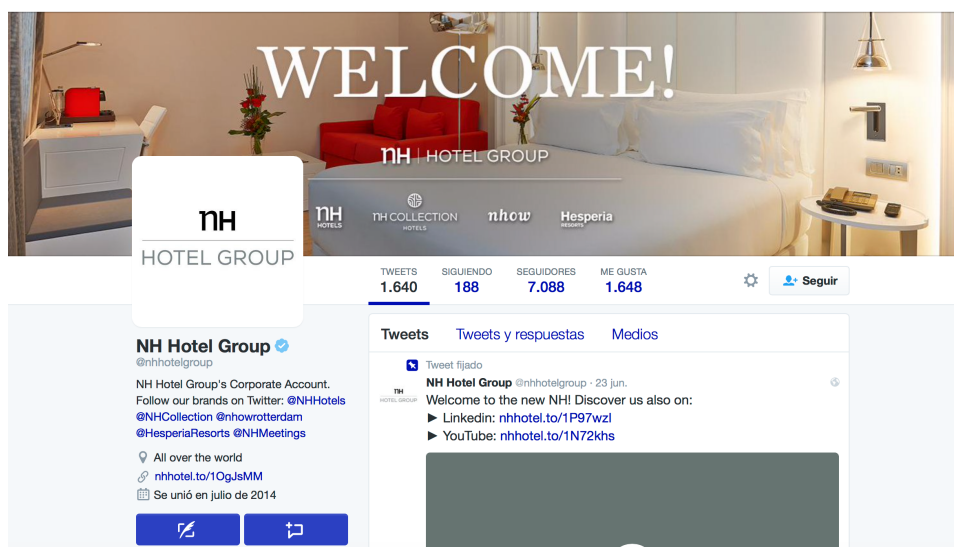 WELCOME!
nH | HOTEL GROUP
nH
HOTELS
nH COLLECTION
HOTELS
nhow
Hesperia
RESORTS
nH
HOTEL GROUP
TWEETS
1.640
SIGUIENDO
188
SEGUIDORES
7.088
ME GUSTA
1.648
Seguir
NH Hotel Group
@nhhotelgroup
NH Hotel Group's Corporate Account.
Follow our brands on Twitter: @NHHotels
@NHCollection @nhowrotterdam
@HesperiaResorts @NHMeetings
All over the world
nhhotel.to/1OgJsMM
Se unió en julio de 2014
Tweets
Tweets y respuestas
Medios
Tweet fijado
nH
HOTEL GROUP
NH Hotel Group @nhhotelgroup · 23 jun.
Welcome to the new NH! Discover us also on:
► Linkedin: nhhotel.to/1P97wzI
► YouTube: nhhotel.to/1N72khs